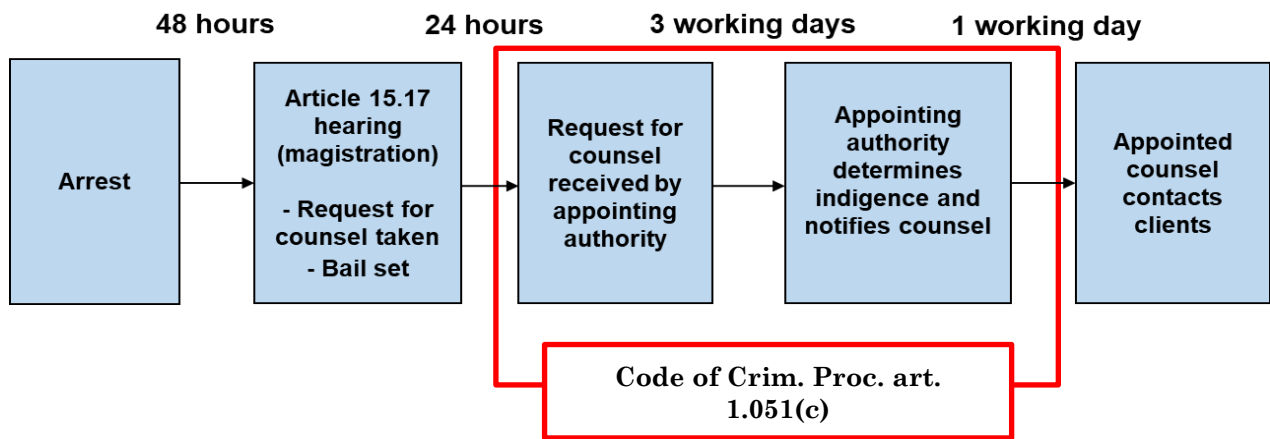 48 hours
24 hours
3 working days
1 working day
Arrest
Article 15.17
hearing
(magistration)
- Request for
counsel taken
- Bail set
Request for
counsel
received by
appointing
authority
Appointing
authority
determines
indigence and
notifies counsel
Appointed
counsel
contacts
clients
Code of Crim. Proc. art.
1.051(c)